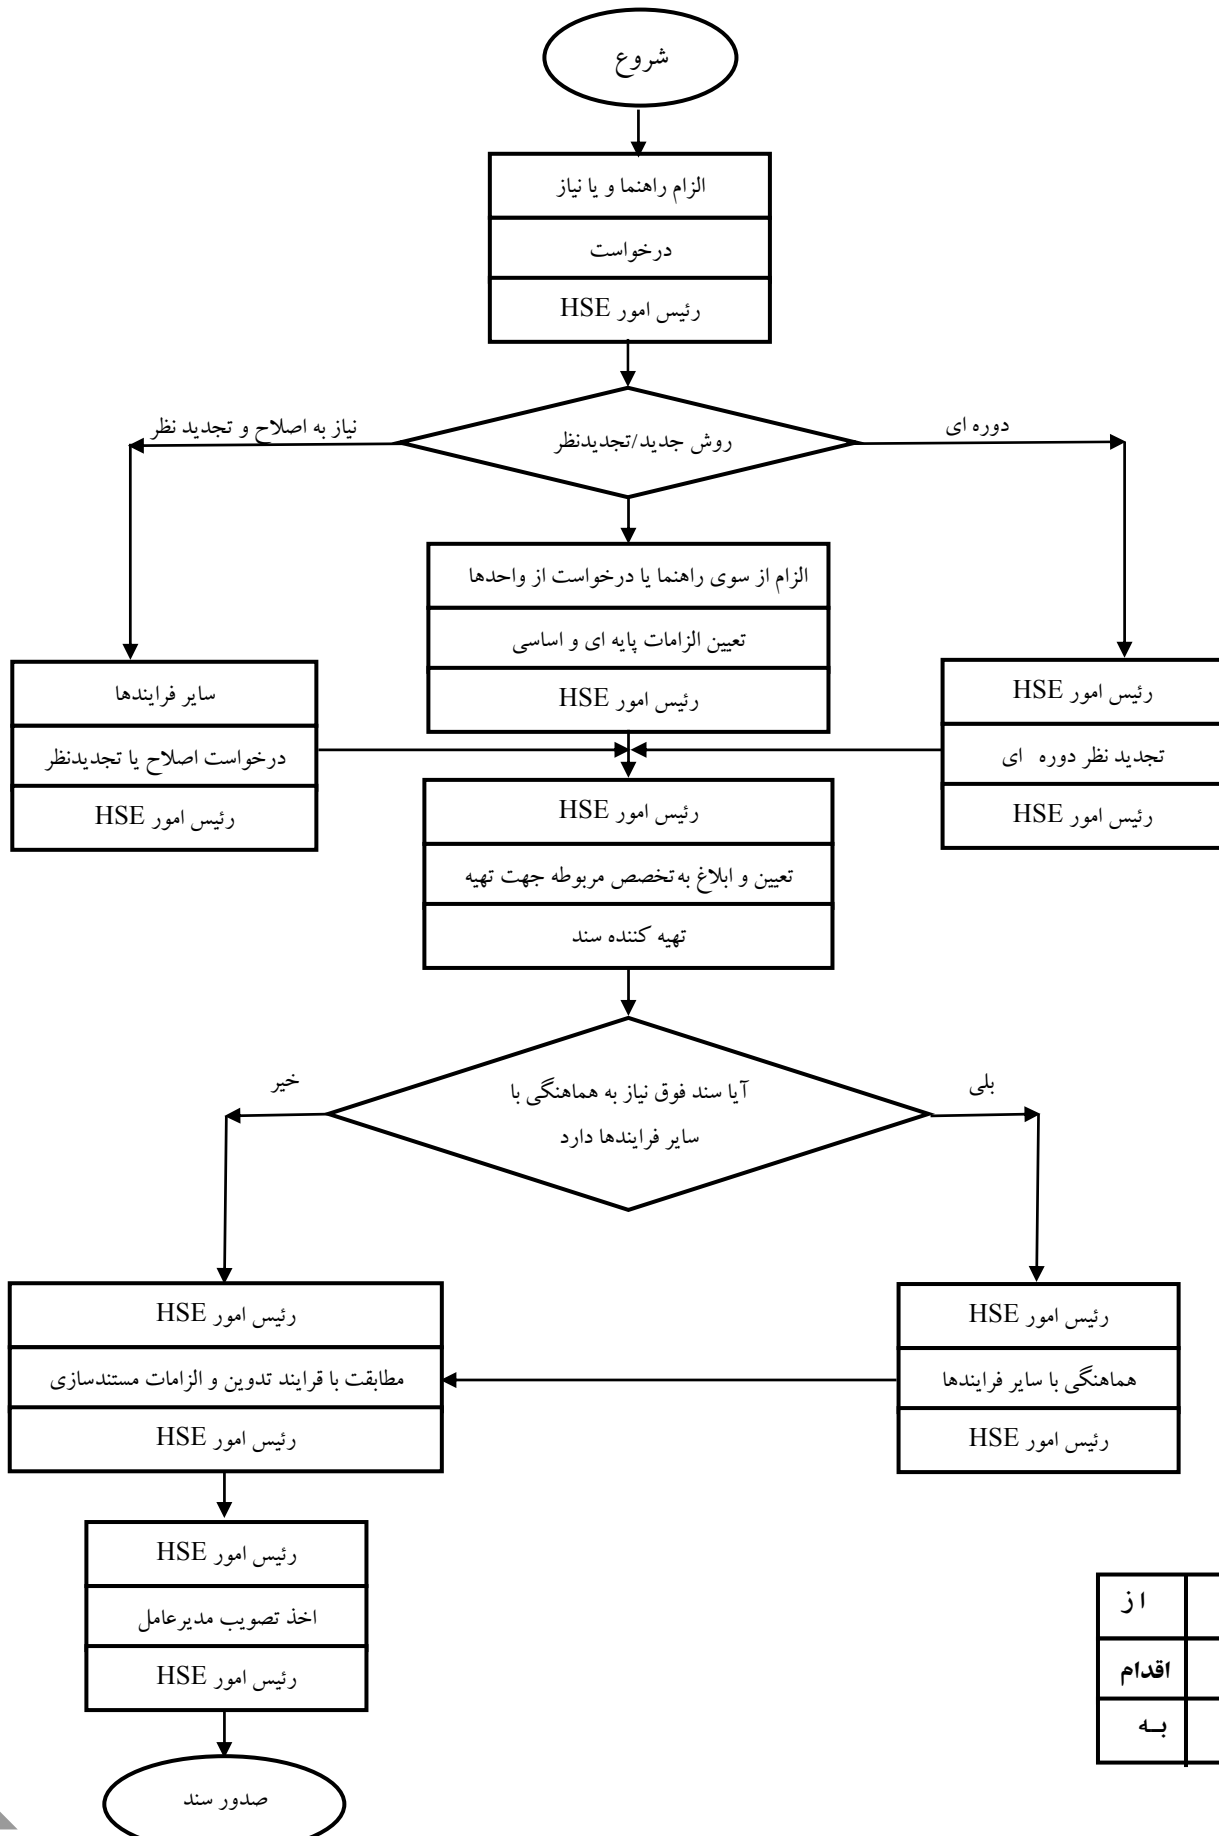 شروع
الزام راهنما و یا نیاز
درخواست
رئیس امور HSE
دوره ای
روش جدید/تجدیدنظر
نیاز به اصلاح و تجدید نظر
الزام از سوی راهنما یا درخواست از واحدها
تعیین الزامات پایه ای و اساسی
رئیس امور HSE
رئیس امور HSE
تجدید نظر دوره ای
رئیس امور HSE
سایر فرایندها
درخواست اصلاح یا تجدیدنظر
رئیس امور HSE
رئیس امور HSE
تعیین و ابلاغ به تخصص مربوطه جهت تهیه
تهیه کننده سند
بلی
آیا سند فوق نیاز به هماهنگی با
سایر فرایندها دارد
خیر
رئیس امور HSE
هماهنگی با سایر فرایندها
رئیس امور HSE
رئیس امور HSE
مطابقت با قرایند تدوین و الزامات مستندسازی
رئیس امور HSE
رئیس امور HSE
اخذ تصویب مدیرعامل
رئیس امور HSE
از
اقدام
بـه
صدور سند